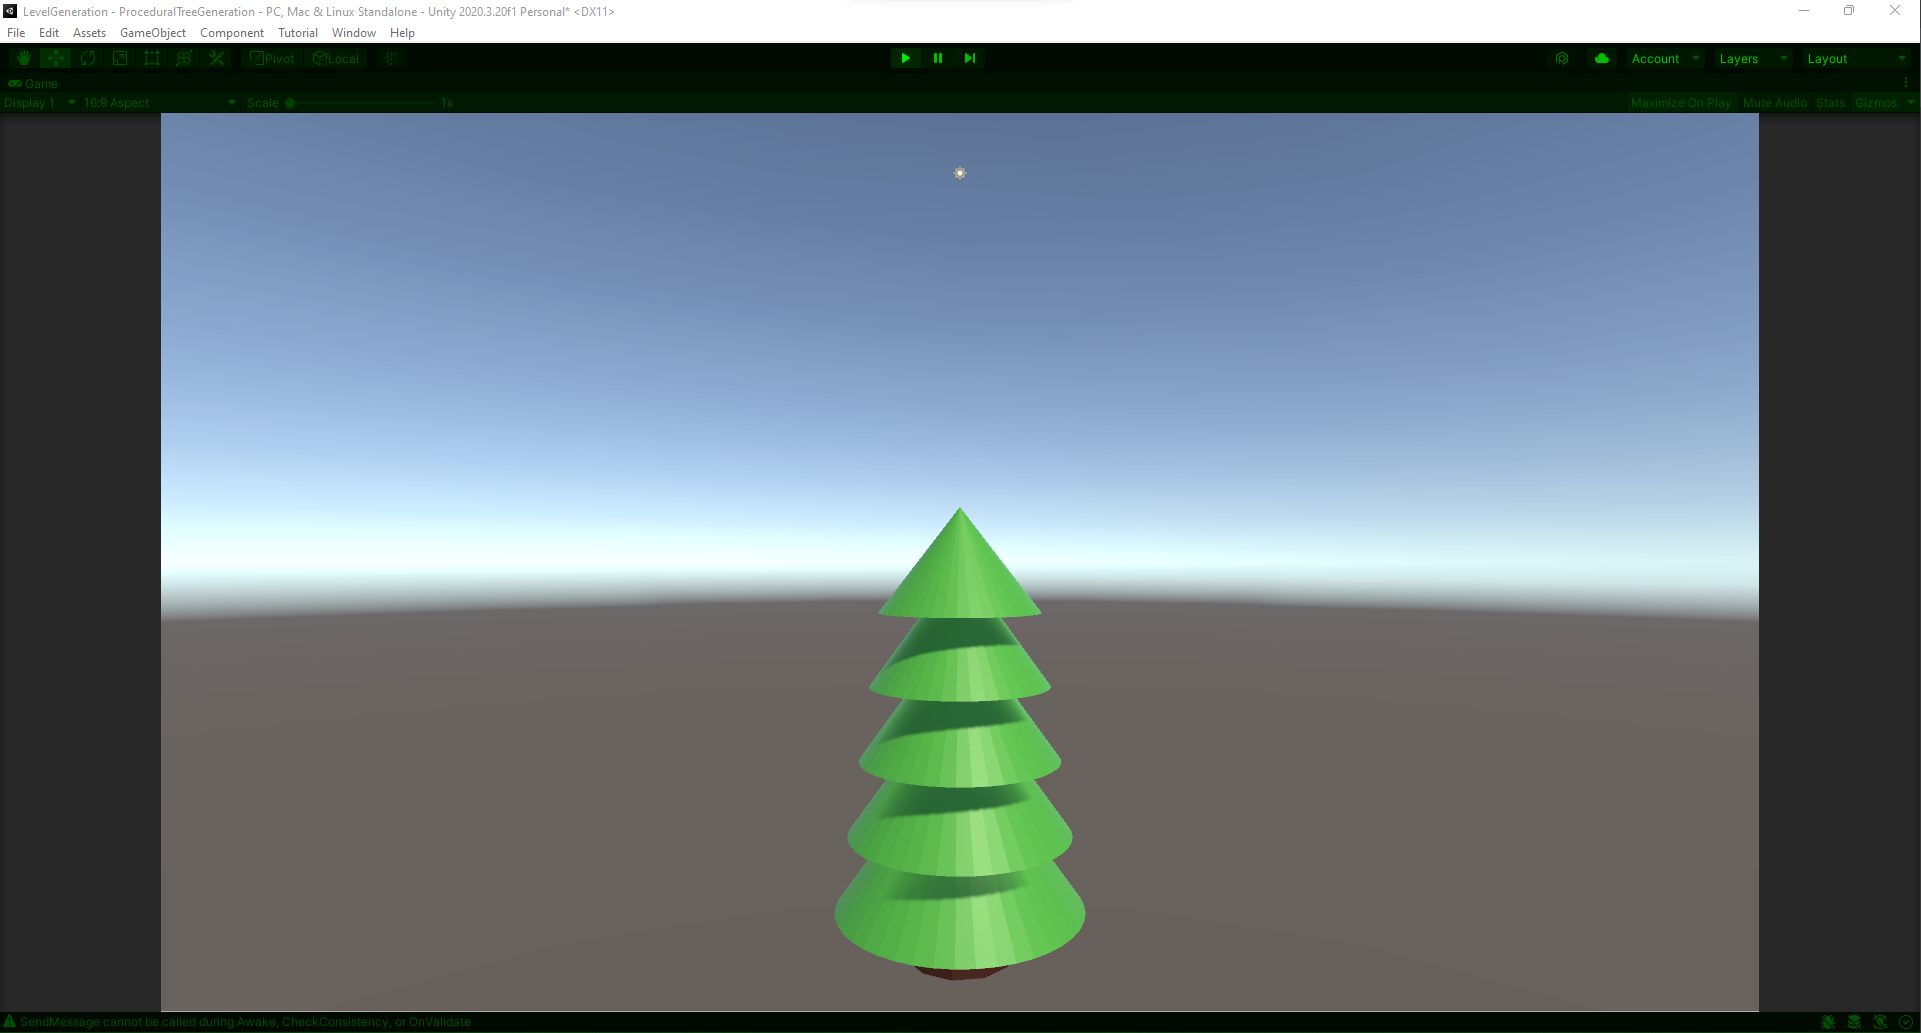 LevelGeneration - ProceduralTreeGeneration - PC, Mac & Linux Standalone - Unity 2020.3.20f1 Personal* <DX11>
File Edit Assets GameObject Component Tutorial Window Help
Pivot Local Account Layers Layout
Game
Display 1 16:9 Aspect Scale 1x Maximize On Play Mute Audio Stats Gizmos
SendMessage cannot be called during Awake, CheckConsistency, or OnValidate